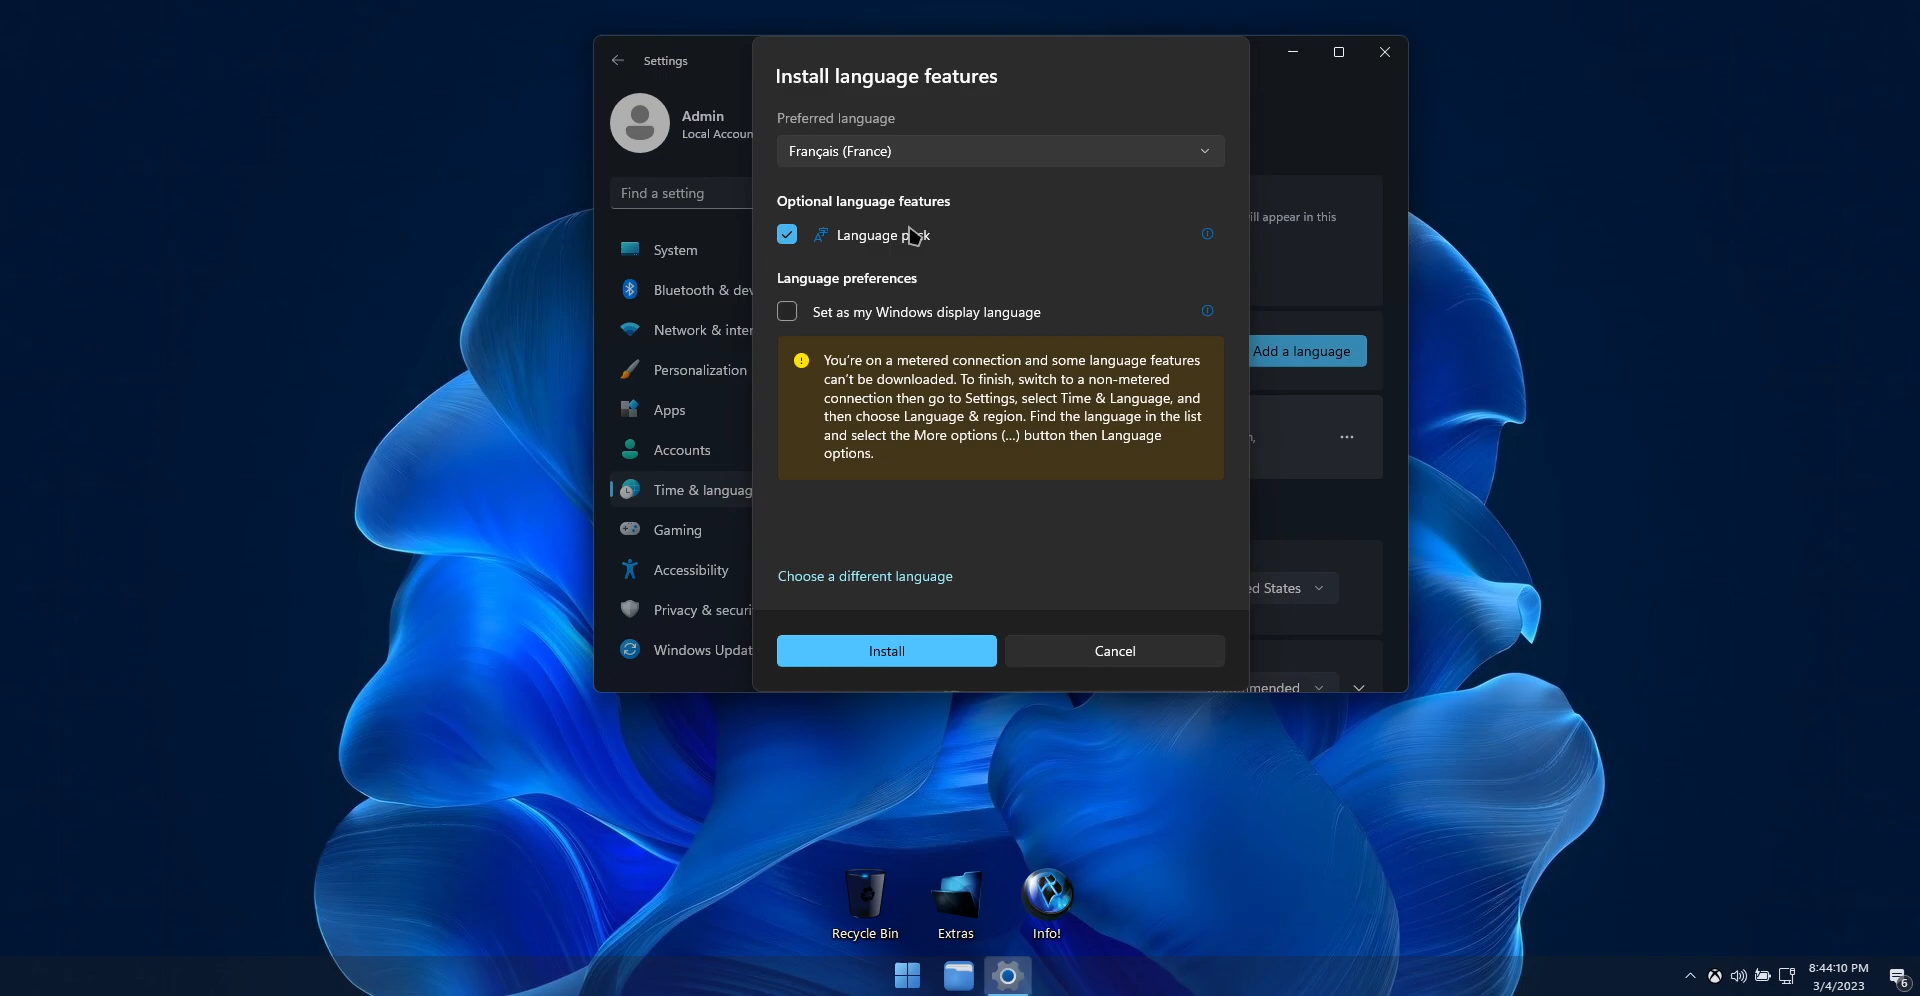 Settings
Admin
Local Accoun
Find a setting
System
Bluetooth & dev
Network & inter
Personalization
Apps
Accounts
Time & languag
Gaming
Accessibility
Privacy & securi
Windows Updat
Install language features
Preferred language
Français (France)
Optional language features
Language pack
Language preferences
Set as my Windows display language
You're on a metered connection and some language features
can't be downloaded. To finish, switch to a non-metered
connection then go to Settings, select Time & Language, and
then choose Language & region. Find the language in the list
and select the More options (...) button then Language
options.
Choose a different language
Install
Cancel
ill appear in this
Add a language
ed States
mmended
Recycle Bin
Extras
Info!
8:44:10 PM
3/4/2023
6